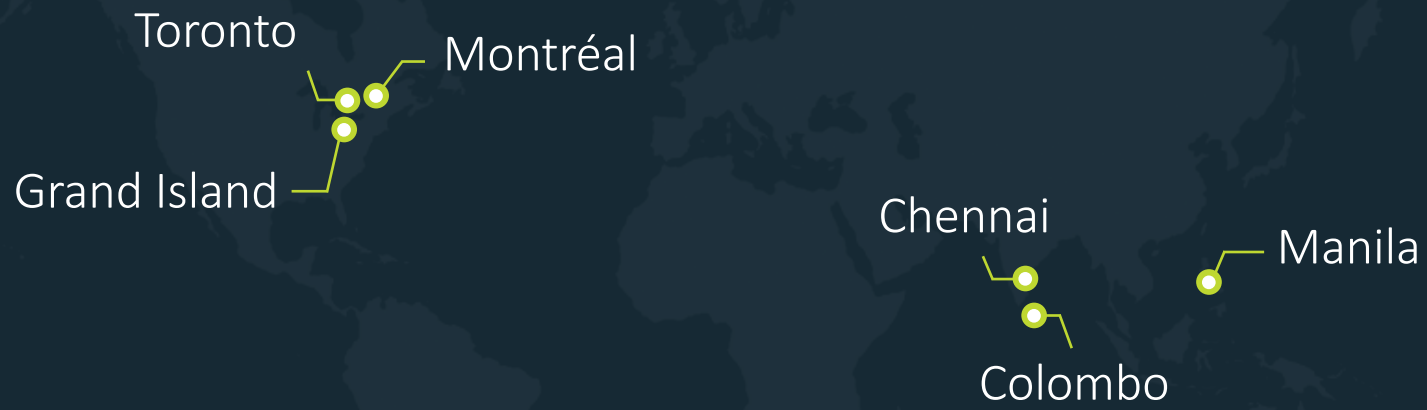 Toronto
Montréal
Grand Island
Chennai
Manila
Colombo